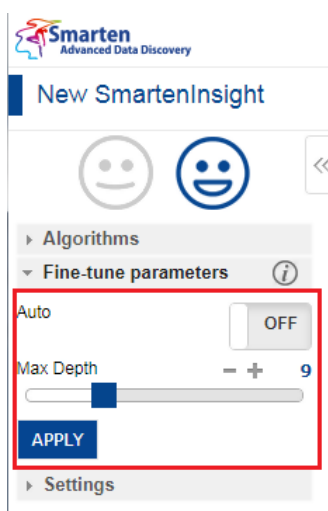 Smarten
Advanced Data Discovery
New SmartenInsight
Algorithms
Fine-tune parameters i
Auto OFF
Max Depth − + 9
APPLY
Settings